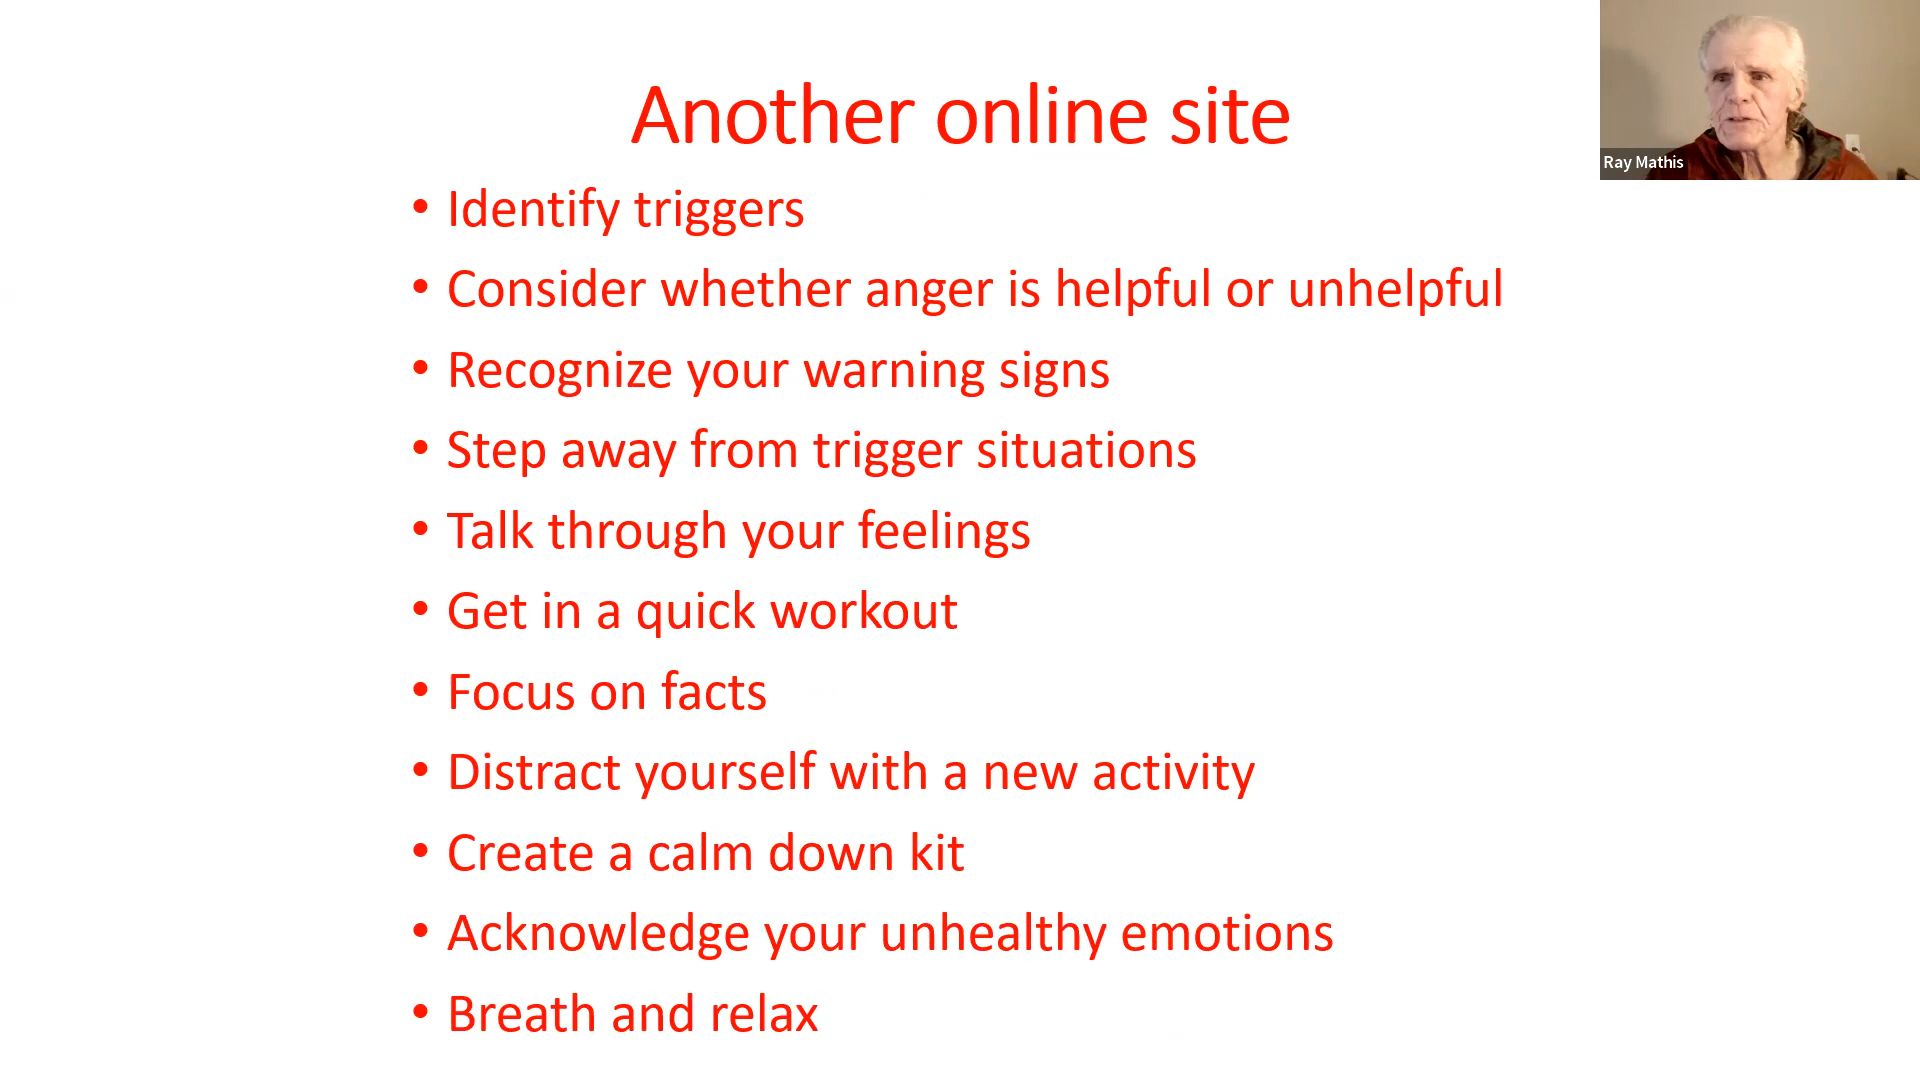 Another online site
Ray Mathis
• Identify triggers
• Consider whether anger is helpful or unhelpful
• Recognize your warning signs
• Step away from trigger situations
• Talk through your feelings
• Get in a quick workout
• Focus on facts
• Distract yourself with a new activity
• Create a calm down kit
• Acknowledge your unhealthy emotions
• Breath and relax